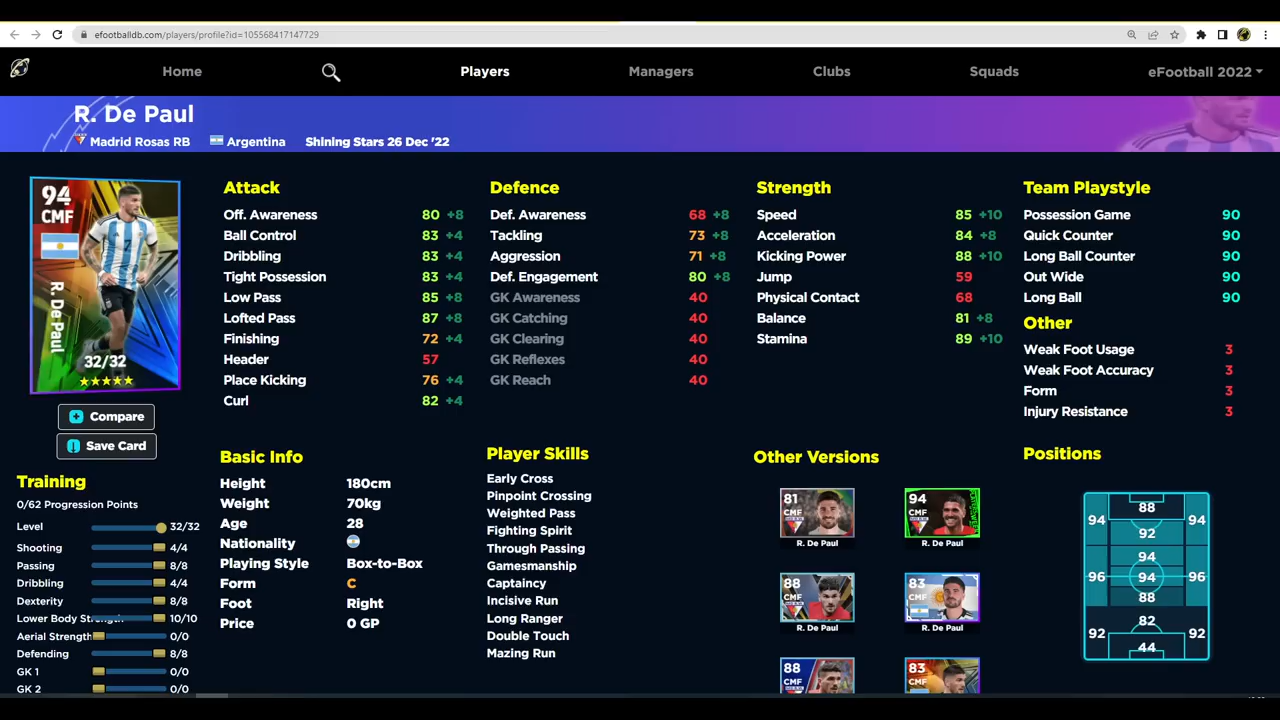 efootballdb.com/players/profile?id=105568417147729
Home
Players
Managers
Clubs
Squads
eFootball 2022
R. De Paul
Madrid Rosas RB
Argentina
Shining Stars 26 Dec '22
94
CMF
R. De Paul
32/32
Compare
Save Card
Training
0/62 Progression Points
Level 32/32
Shooting 4/4
Passing 8/8
Dribbling 4/4
Dexterity 8/8
Lower Body Strength 10/10
Aerial Strength 0/0
Defending 8/8
GK 1 0/0
GK 2 0/0
Attack
Off. Awareness 80 +8
Ball Control 83 +4
Dribbling 83 +4
Tight Possession 83 +4
Low Pass 85 +8
Lofted Pass 87 +8
Finishing 72 +4
Header 57
Place Kicking 76 +4
Curl 82 +4
Defence
Def. Awareness 68 +8
Tackling 73 +8
Aggression 71 +8
Def. Engagement 80 +8
GK Awareness 40
GK Catching 40
GK Clearing 40
GK Reflexes 40
GK Reach 40
Strength
Speed 85 +10
Acceleration 84 +8
Kicking Power 88 +10
Jump 59
Physical Contact 68
Balance 81 +8
Stamina 89 +10
Team Playstyle
Possession Game 90
Quick Counter 90
Long Ball Counter 90
Out Wide 90
Long Ball 90
Other
Weak Foot Usage 3
Weak Foot Accuracy 3
Form 3
Injury Resistance 3
Basic Info
Height 180cm
Weight 70kg
Age 28
Nationality
Playing Style Box-to-Box
Form C
Foot Right
Price 0 GP
Player Skills
Early Cross
Pinpoint Crossing
Weighted Pass
Fighting Spirit
Through Passing
Gamesmanship
Captaincy
Incisive Run
Long Ranger
Double Touch
Mazing Run
Other Versions
81
CMF
R. De Paul
94
CMF
R. De Paul
88
CMF
R. De Paul
83
CMF
R. De Paul
88
CMF
83
CMF
Positions
88
94 92 94
94
96 94 96
88
82
92 44 92